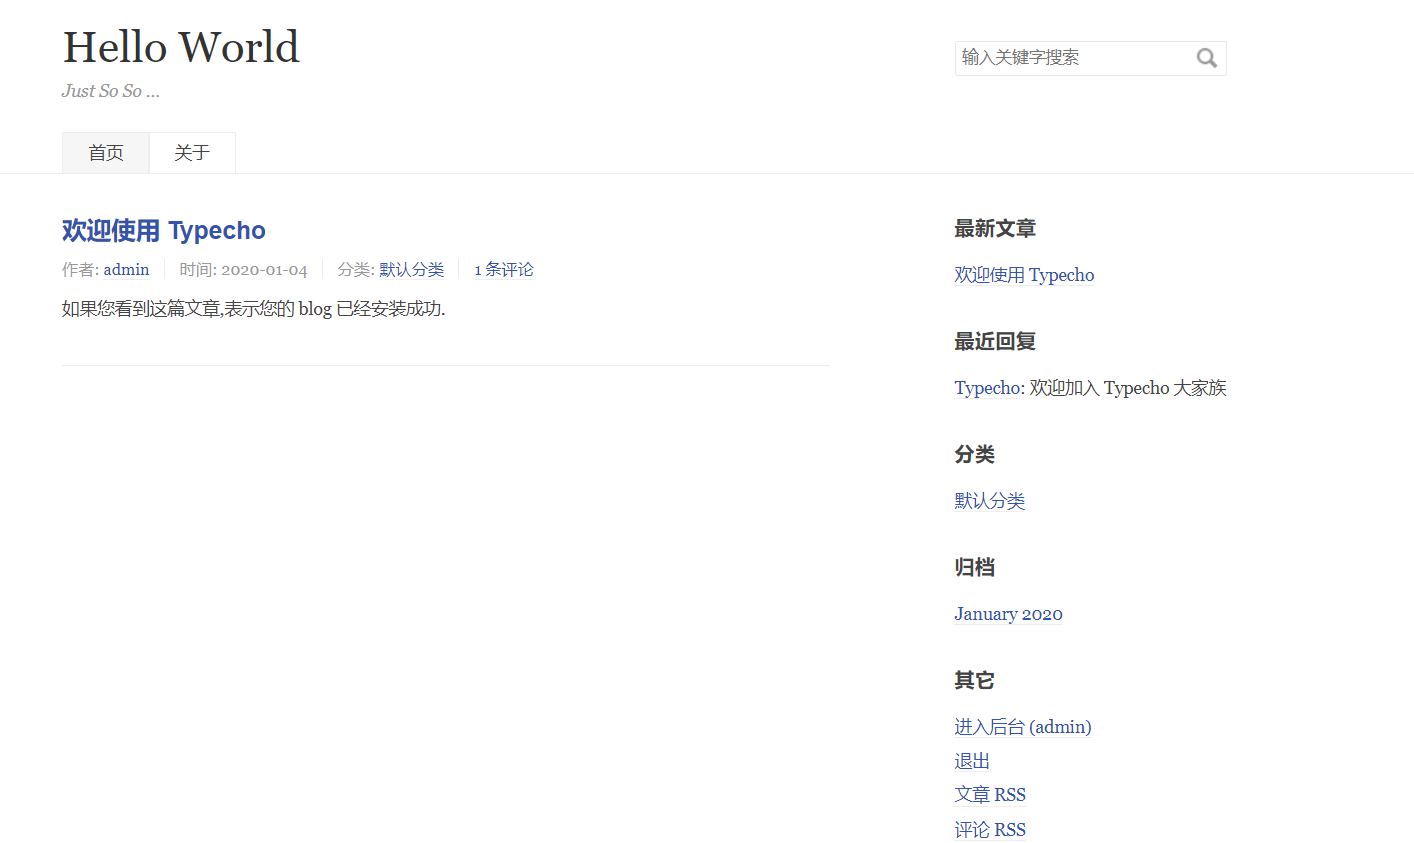 Hello World
Just So So ...
输入关键字搜索
首页 关于
欢迎使用 Typecho
作者: admin 时间: 2020-01-04 分类: 默认分类 1 条评论
如果您看到这篇文章,表示您的 blog 已经安装成功.
最新文章
欢迎使用 Typecho
最近回复
Typecho: 欢迎加入 Typecho 大家族
分类
默认分类
归档
January 2020
其它
进入后台 (admin)
退出
文章 RSS
评论 RSS